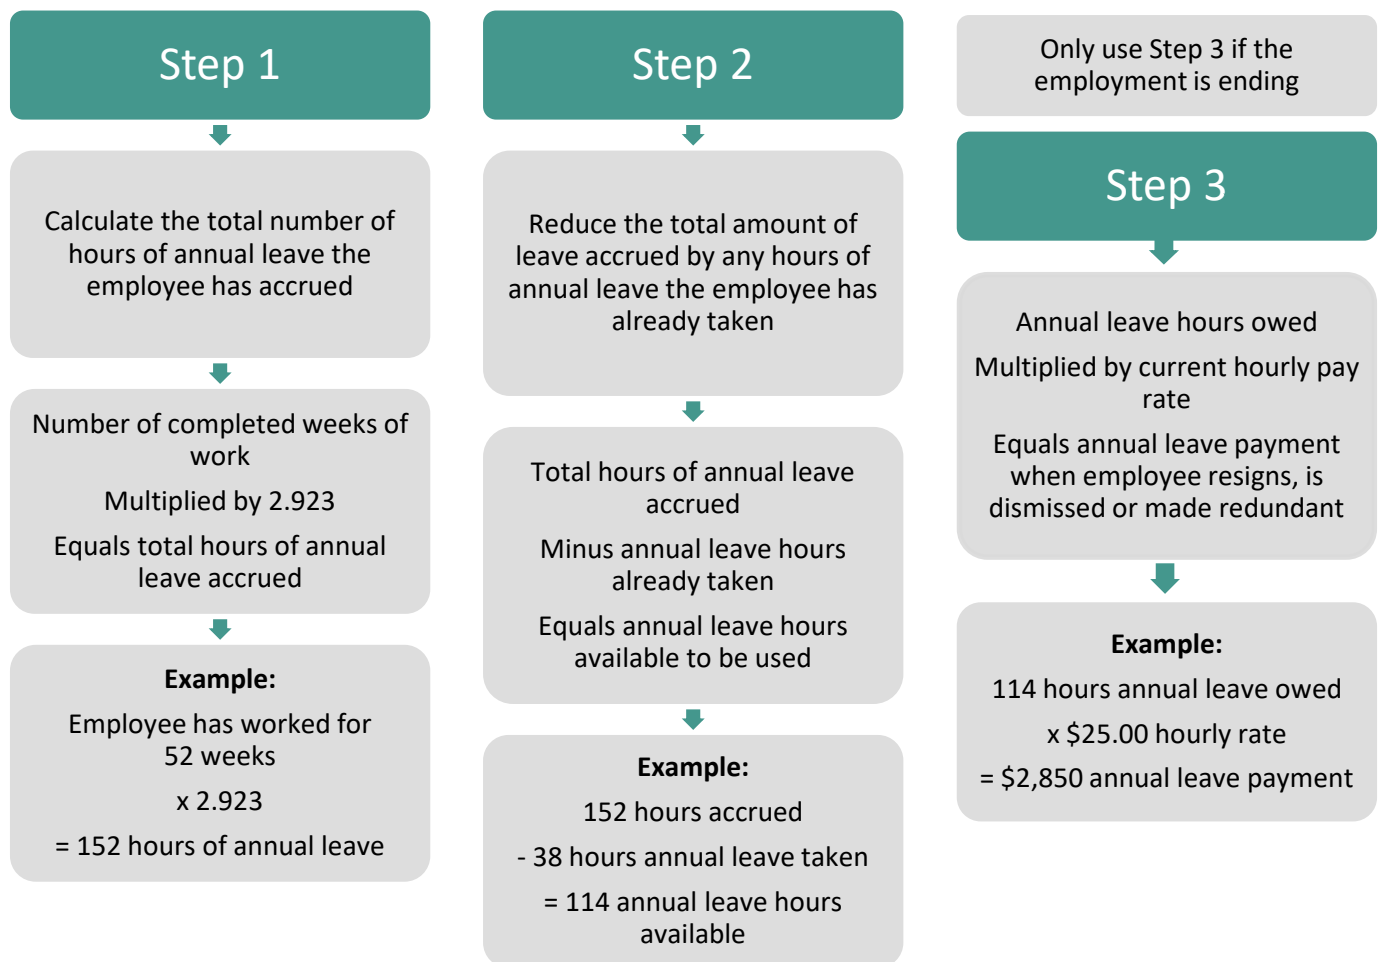 Step 1
Calculate the total number of
hours of annual leave the
employee has accrued
Number of completed weeks of
work
Multiplied by 2.923
Equals total hours of annual
leave accrued
Example:
Employee has worked for
52 weeks
x 2.923
= 152 hours of annual leave
Step 2
Reduce the total amount of
leave accrued by any hours of
annual leave the employee has
already taken
Total hours of annual leave
accrued
Minus annual leave hours
already taken
Equals annual leave hours
available to be used
Example:
152 hours accrued
- 38 hours annual leave taken
= 114 annual leave hours
available
Only use Step 3 if the
employment is ending
Step 3
Annual leave hours owed
Multiplied by current hourly pay
rate
Equals annual leave payment
when employee resigns, is
dismissed or made redundant
Example:
114 hours annual leave owed
x $25.00 hourly rate
= $2,850 annual leave payment